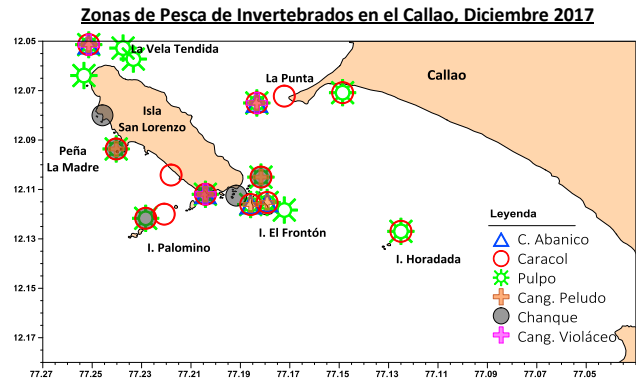 Zonas de Pesca de Invertebrados en el Callao, Diciembre 2017
12.05
La Vela Tendida
La Punta
Callao
12.07
Isla
San Lorenzo
12.09
Peña
La Madre
12.11
Leyenda
C. Abanico
I. El Frontón
12.13
I. Palomino
I. Horadada
Caracol
Pulpo
12.15
Cang. Peludo
Chanque
12.17
Cang. Violáceo
77.27 77.25 77.23 77.21 77.19 77.17 77.15 77.13 77.11 77.09 77.07 77.05